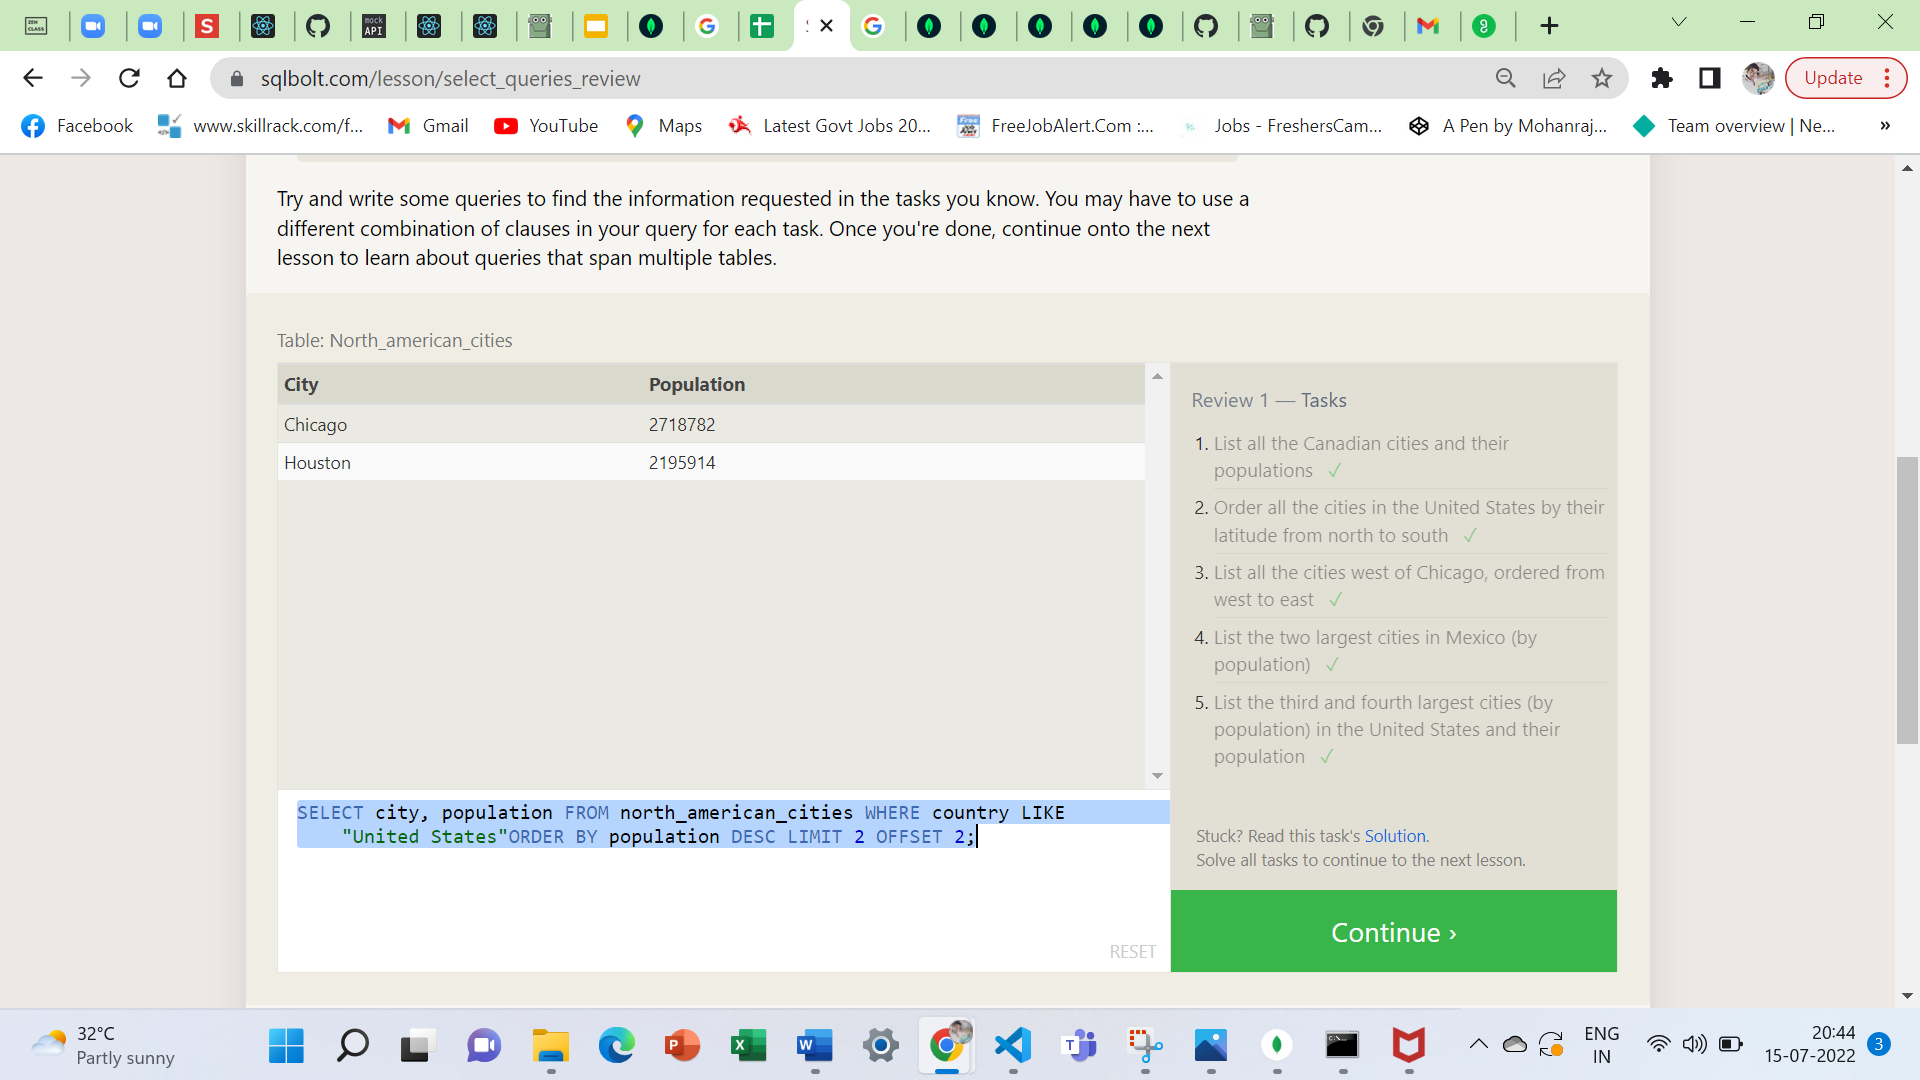 ZEN CLASS
S
mock API
sqlbolt.com/lesson/select_queries_review
Update
Facebook
www.skillrack.com/f...
Gmail
YouTube
Maps
Latest Govt Jobs 20...
FreeJobAlert.Com :...
Jobs - FreshersCam...
A Pen by Mohanraj...
Team overview | Ne...
»
Try and write some queries to find the information requested in the tasks you know. You may have to use a
different combination of clauses in your query for each task. Once you're done, continue onto the next
lesson to learn about queries that span multiple tables.
Table: North_american_cities
City Population
Chicago 2718782
Houston 2195914
Review 1 — Tasks
1. List all the Canadian cities and their
populations ✓
2. Order all the cities in the United States by their
latitude from north to south ✓
3. List all the cities west of Chicago, ordered from
west to east ✓
4. List the two largest cities in Mexico (by
population) ✓
5. List the third and fourth largest cities (by
population) in the United States and their
population ✓
SELECT city, population FROM north_american_cities WHERE country LIKE
"United States"ORDER BY population DESC LIMIT 2 OFFSET 2;
RESET
Stuck? Read this task's Solution.
Solve all tasks to continue to the next lesson.
Continue ›
32°C
Partly sunny
ENG
IN
20:44
15-07-2022
3